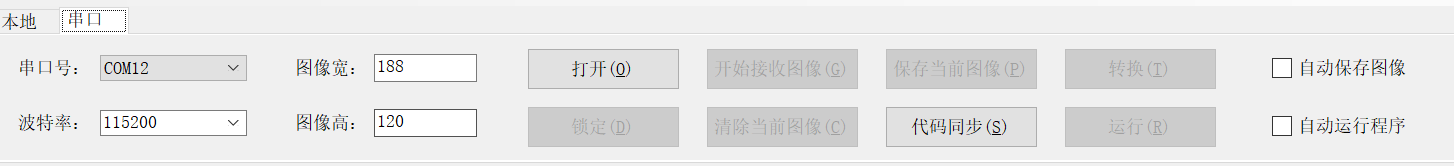 本地 串口
串口号： COM12 图像宽： 188 打开(O) 开始接收图像(G) 保存当前图像(P) 转换(T) 自动保存图像
波特率： 115200 图像高： 120 锁定(D) 清除当前图像(C) 代码同步(S) 运行(R) 自动运行程序